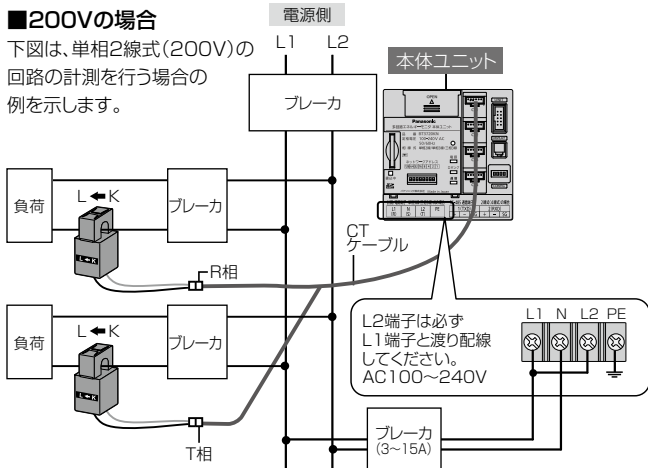 ■200Vの場合
下図は、単相2線式(200V)の
回路の計測を行う場合の
例を示します。
電源側
L1 L2
ブレーカ
本体ユニット
OPEN
Panasonic
負荷
L K
ブレーカ
L K
R相
CT
ケーブル
負荷
L K
ブレーカ
L K
T相
L2端子は必ず
L1端子と渡り配線
してください。
AC100～240V
L1 N L2 PE
ブレーカ
(3～15A)